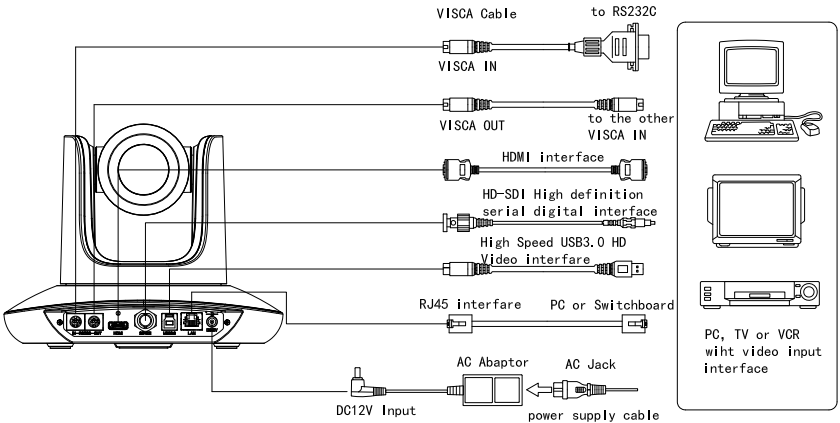 VISCA Cable
to RS232C
VISCA IN
VISCA OUT
to the other
VISCA IN
HDMI interface
HD-SDI High definition
serial digital interface
High Speed USB3.0 HD
Video interfare
RJ45 interfare
PC or Switchboard
AC Abaptor
AC Jack
DC12V Input
power supply cable
PC, TV or VCR
wiht video input
interface